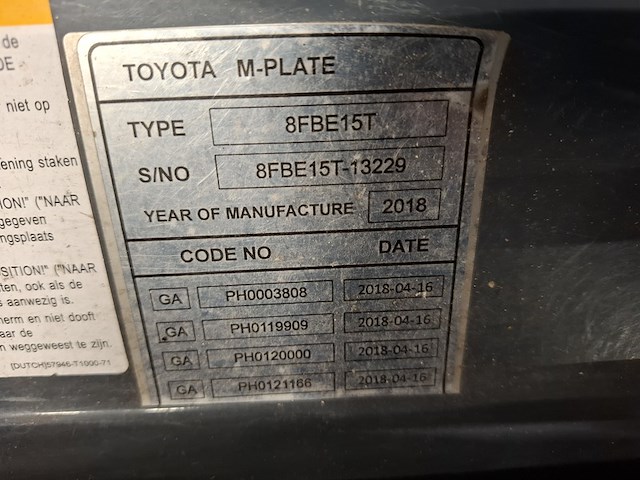 de
DE
niet op
ening staken
ION!" ("NAAR
gegeven
ngsplaats
SITION!" ("NAAR
ten, ook als de
s aanwezig is.
herm en niet dooft
aar de
n weggeweest te zijn.
[DUTCH]57946-T1000-71
TOYOTA M-PLATE
TYPE 8FBE15T
S/NO 8FBE15T-13229
YEAR OF MANUFACTURE 2018
CODE NO DATE
GA PH0003808 2018-04-16
GA PH0119909 2018-04-16
GA PH0120000 2018-04-16
GA PH0121166 2018-04-16